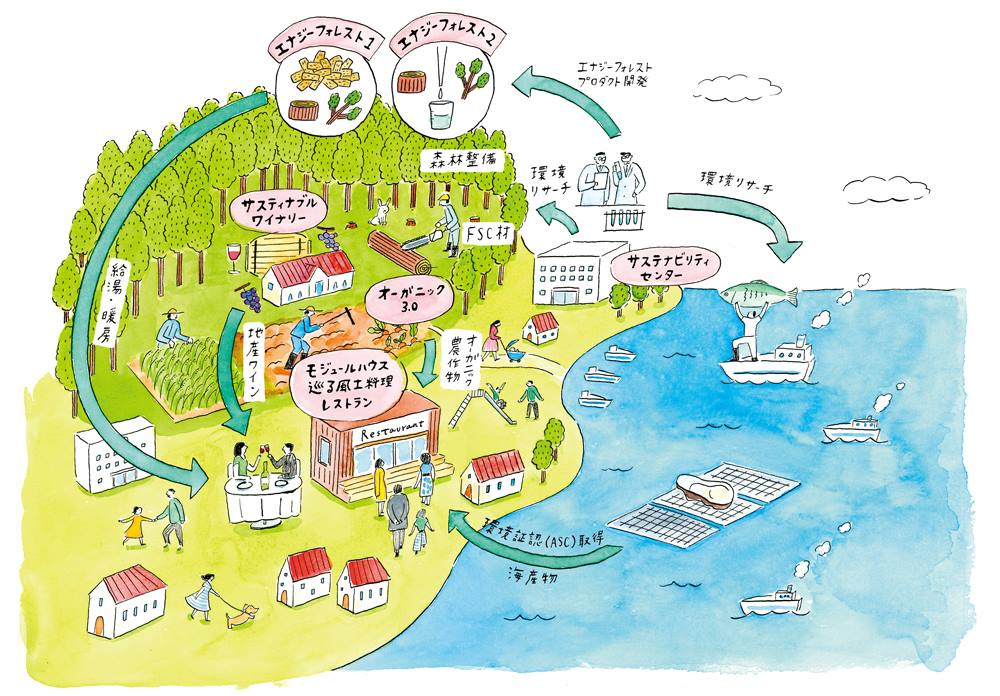 エナジーフォレスト1
エナジーフォレスト2
エナジーフォレスト
プロダクト開発
森林整備
環境
リサーチ
環境リサーチ
サスティナブル
ワイナリー
FSC材
サステナビリティ
センター
給湯・暖房
オーガニック
3.0
地産ワイン
オーガニック
農作物
モジュールハウス
巡る風土料理
レストラン
Restaurant
環境証認(ASC)取得
海産物